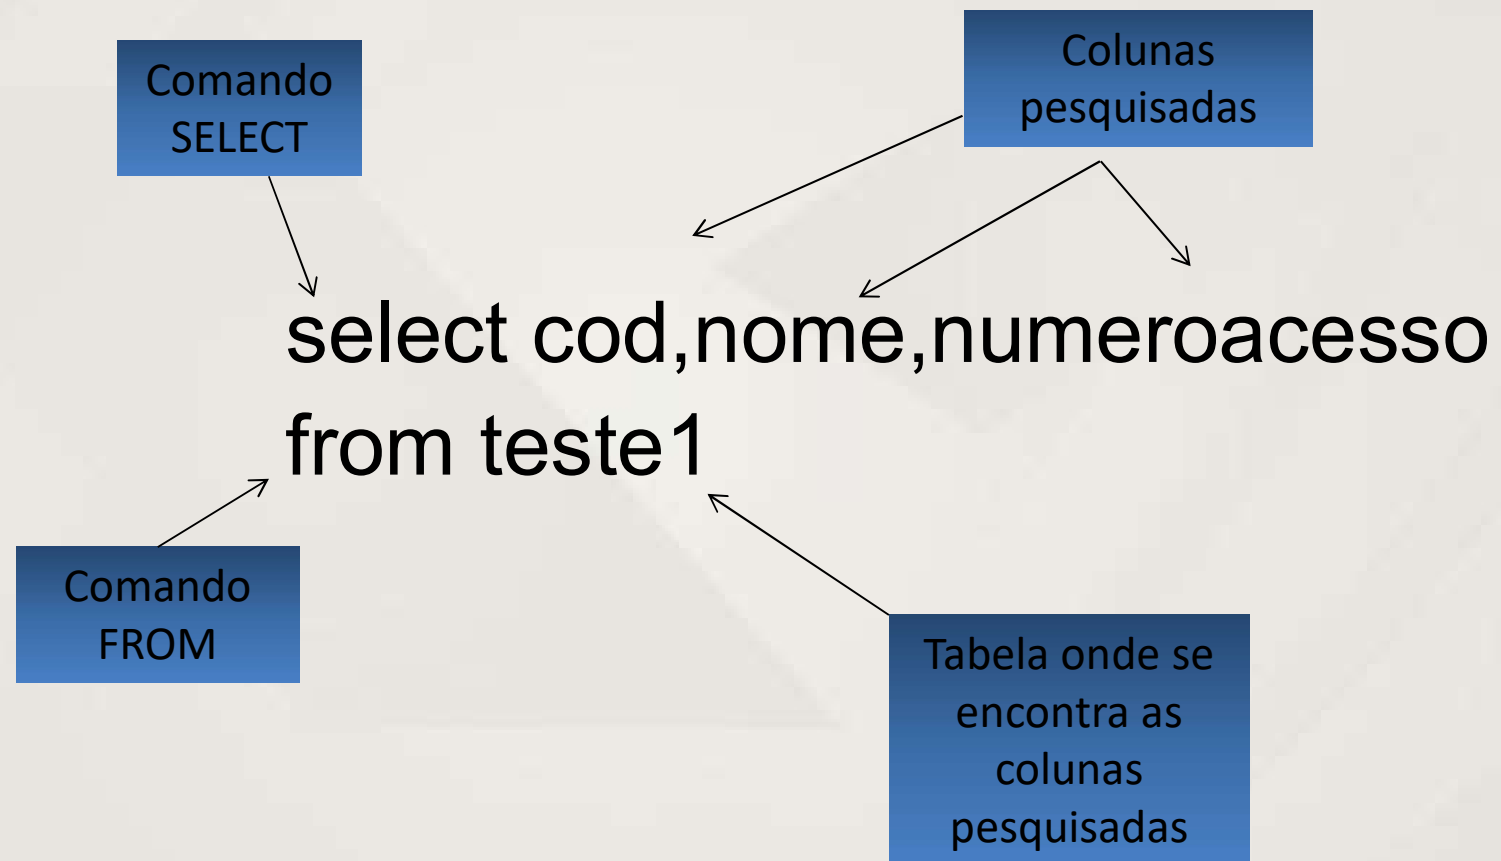 Comando
SELECT
Colunas
pesquisadas
select cod,nome,numeroacesso
from teste1
Comando
FROM
Tabela onde se
encontra as
colunas
pesquisadas